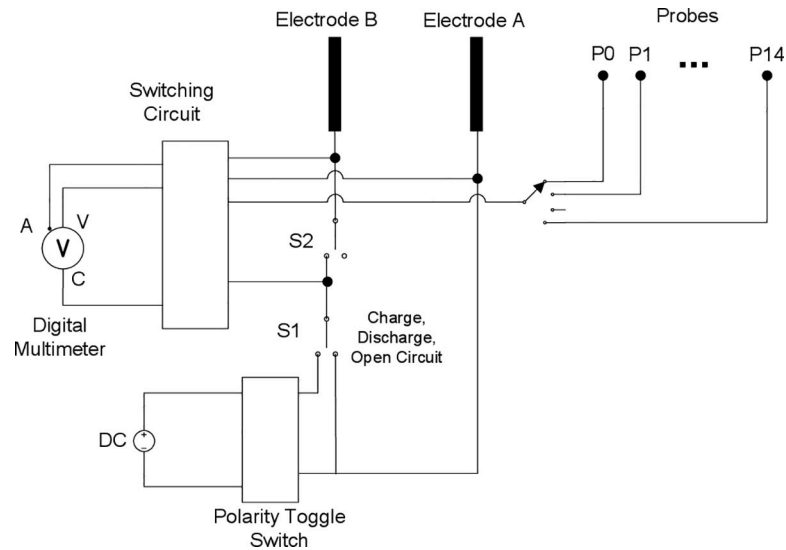 Electrode B
Electrode A
Probes
P0 P1 ... P14
Switching
Circuit
A
V
V
C
Digital
Multimeter
S2
S1
Charge,
Discharge,
Open Circuit
DC
+
−
Polarity Toggle
Switch